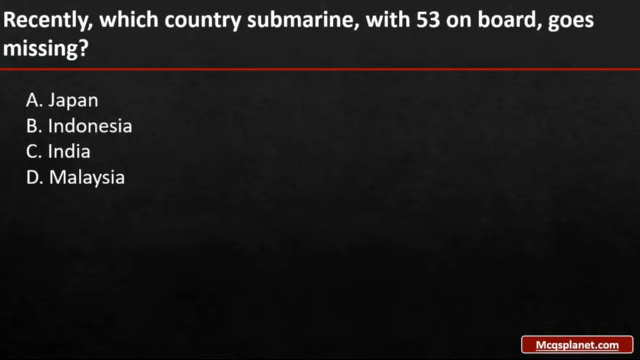 Recently, which country submarine, with 53 on board, goes
missing?
A. Japan
B. Indonesia
C. India
D. Malaysia
Mcqsplanet.com